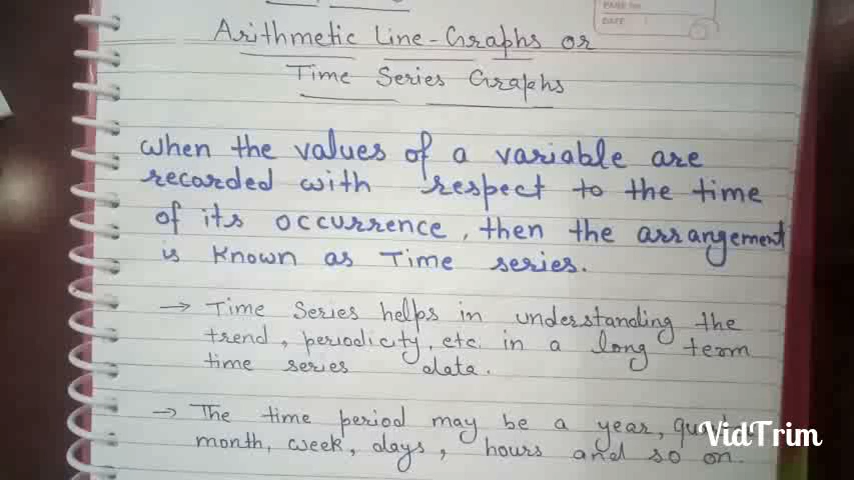 PAGE No.
DATE
Arithmetic Line-Graphs or
Time Series Graphs
When the values of a variable are
recorded with respect to the time
of its occurrence, then the arrangement
is known as Time series.
→ Time Series helps in understanding the
trend, periodicity, etc. in a long term
time series data.
→ The time period may be a year,
month, week, days, hours and so on.
VidTrim